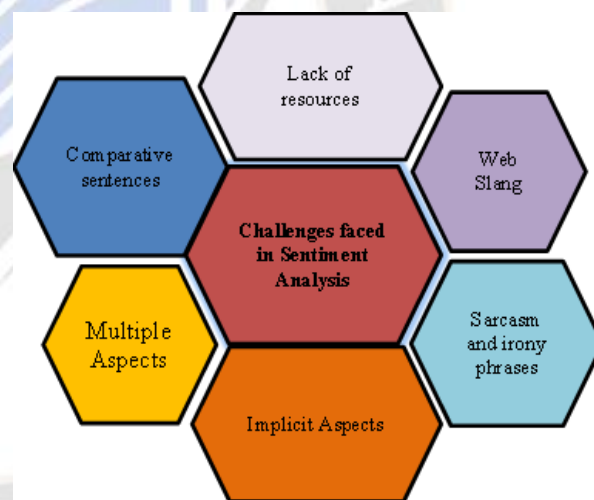 Lack of
resources
Comparative
sentences
Web
Slang
Challenges faced
in Sentiment
Analysis
Multiple
Aspects
Sarcasm
and irony
phrases
Implicit Aspects